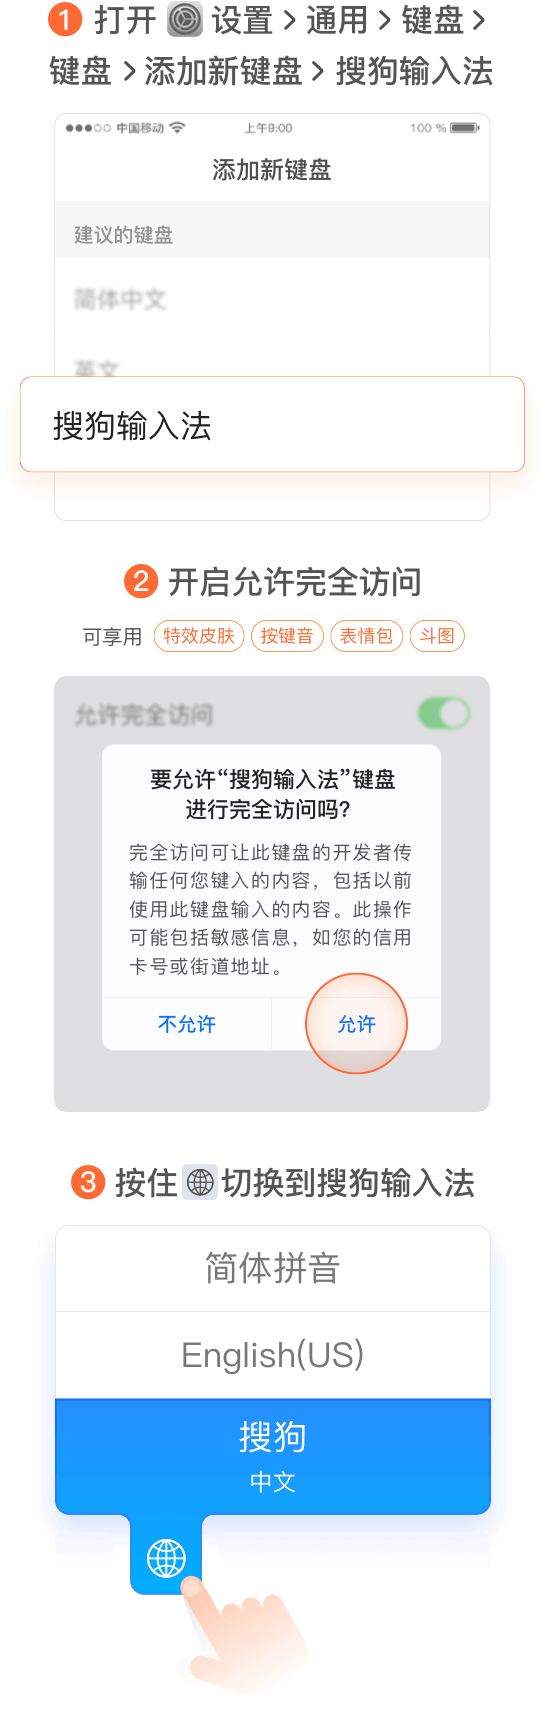 1 打开 设置 > 通用 > 键盘 >
键盘 > 添加新键盘 > 搜狗输入法
中国移动 上午9:00 100 %
添加新键盘
建议的键盘
简体中文
英文
搜狗输入法
2 开启允许完全访问
可享用 特效皮肤 按键音 表情包 斗图
允许完全访问
要允许“搜狗输入法”键盘
进行完全访问吗?
完全访问可让此键盘的开发者传
输任何您键入的内容，包括以前
使用此键盘输入的内容。此操作
可能包括敏感信息，如您的信用
卡号或街道地址。
不允许 允许
3 按住 切换到搜狗输入法
简体拼音
English(US)
搜狗
中文